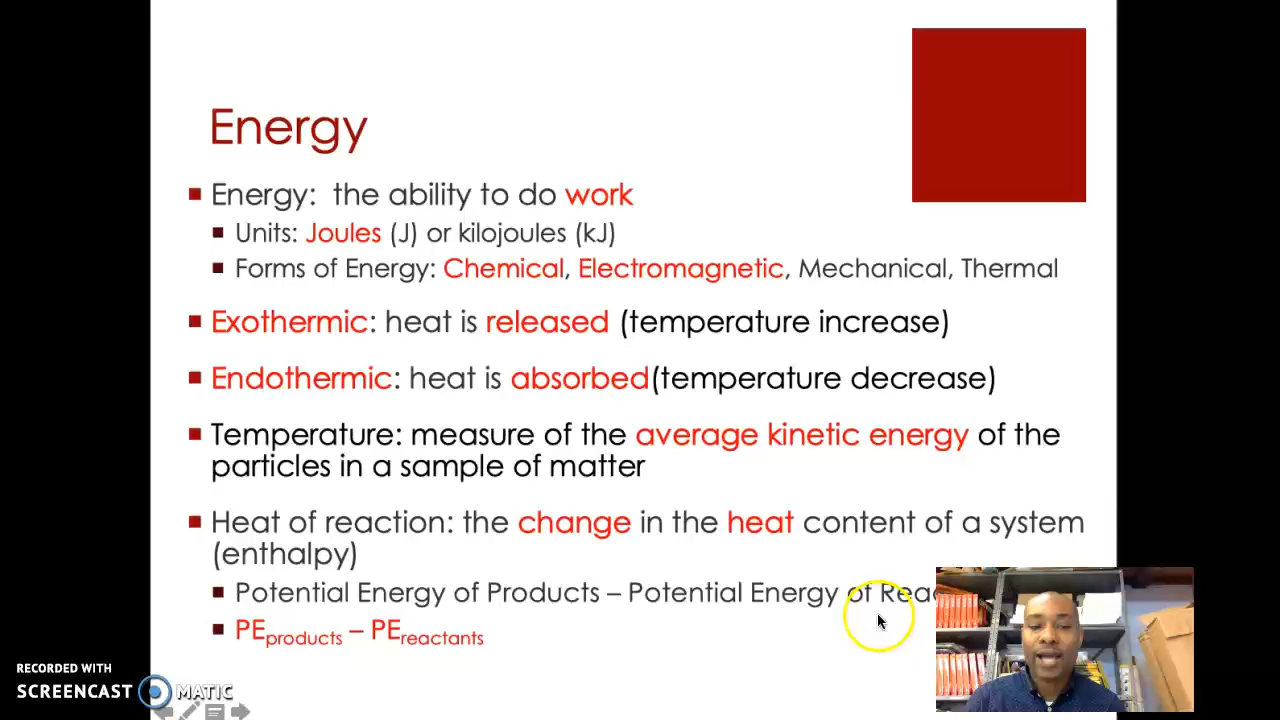 Energy
Energy: the ability to do work
Units: Joules (J) or kilojoules (kJ)
Forms of Energy: Chemical, Electromagnetic, Mechanical, Thermal
Exothermic: heat is released (temperature increase)
Endothermic: heat is absorbed(temperature decrease)
Temperature: measure of the average kinetic energy of the
particles in a sample of matter
Heat of reaction: the change in the heat content of a system
(enthalpy)
Potential Energy of Products – Potential Energy of
PEproducts – PEreactants
RECORDED WITH
SCREENCAST MATIC